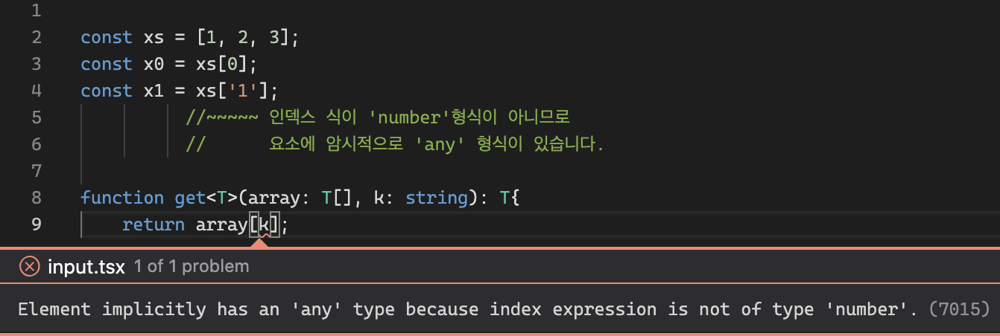 1
2 const xs = [1, 2, 3];
3 const x0 = xs[0];
4 const x1 = xs['1'];
5 //~~~~~ 인덱스 식이 'number'형식이 아니므로
6 // 요소에 암시적으로 'any' 형식이 있습니다.
7
8 function get<T>(array: T[], k: string): T{
9 return array[k];
input.tsx 1 of 1 problem
Element implicitly has an 'any' type because index expression is not of type 'number'. (7015)